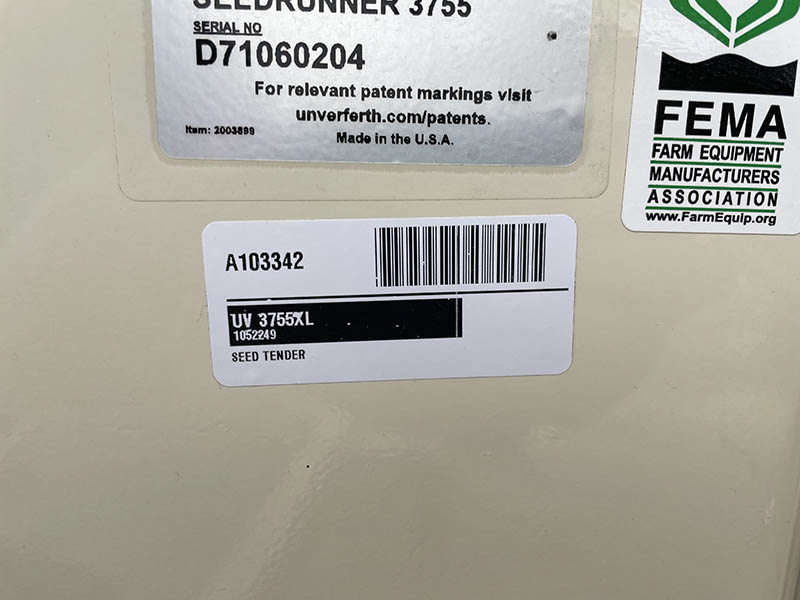 SEEDRUNNER 3755
SERIAL NO
D71060204
For relevant patent markings visit
unverferth.com/patents.
Item: 2003899
Made in the U.S.A.
FEMA
FARM EQUIPMENT
MANUFACTURERS
ASSOCIATION
www.FarmEquip.org
A103342
UV 3755XL
1052249
SEED TENDER